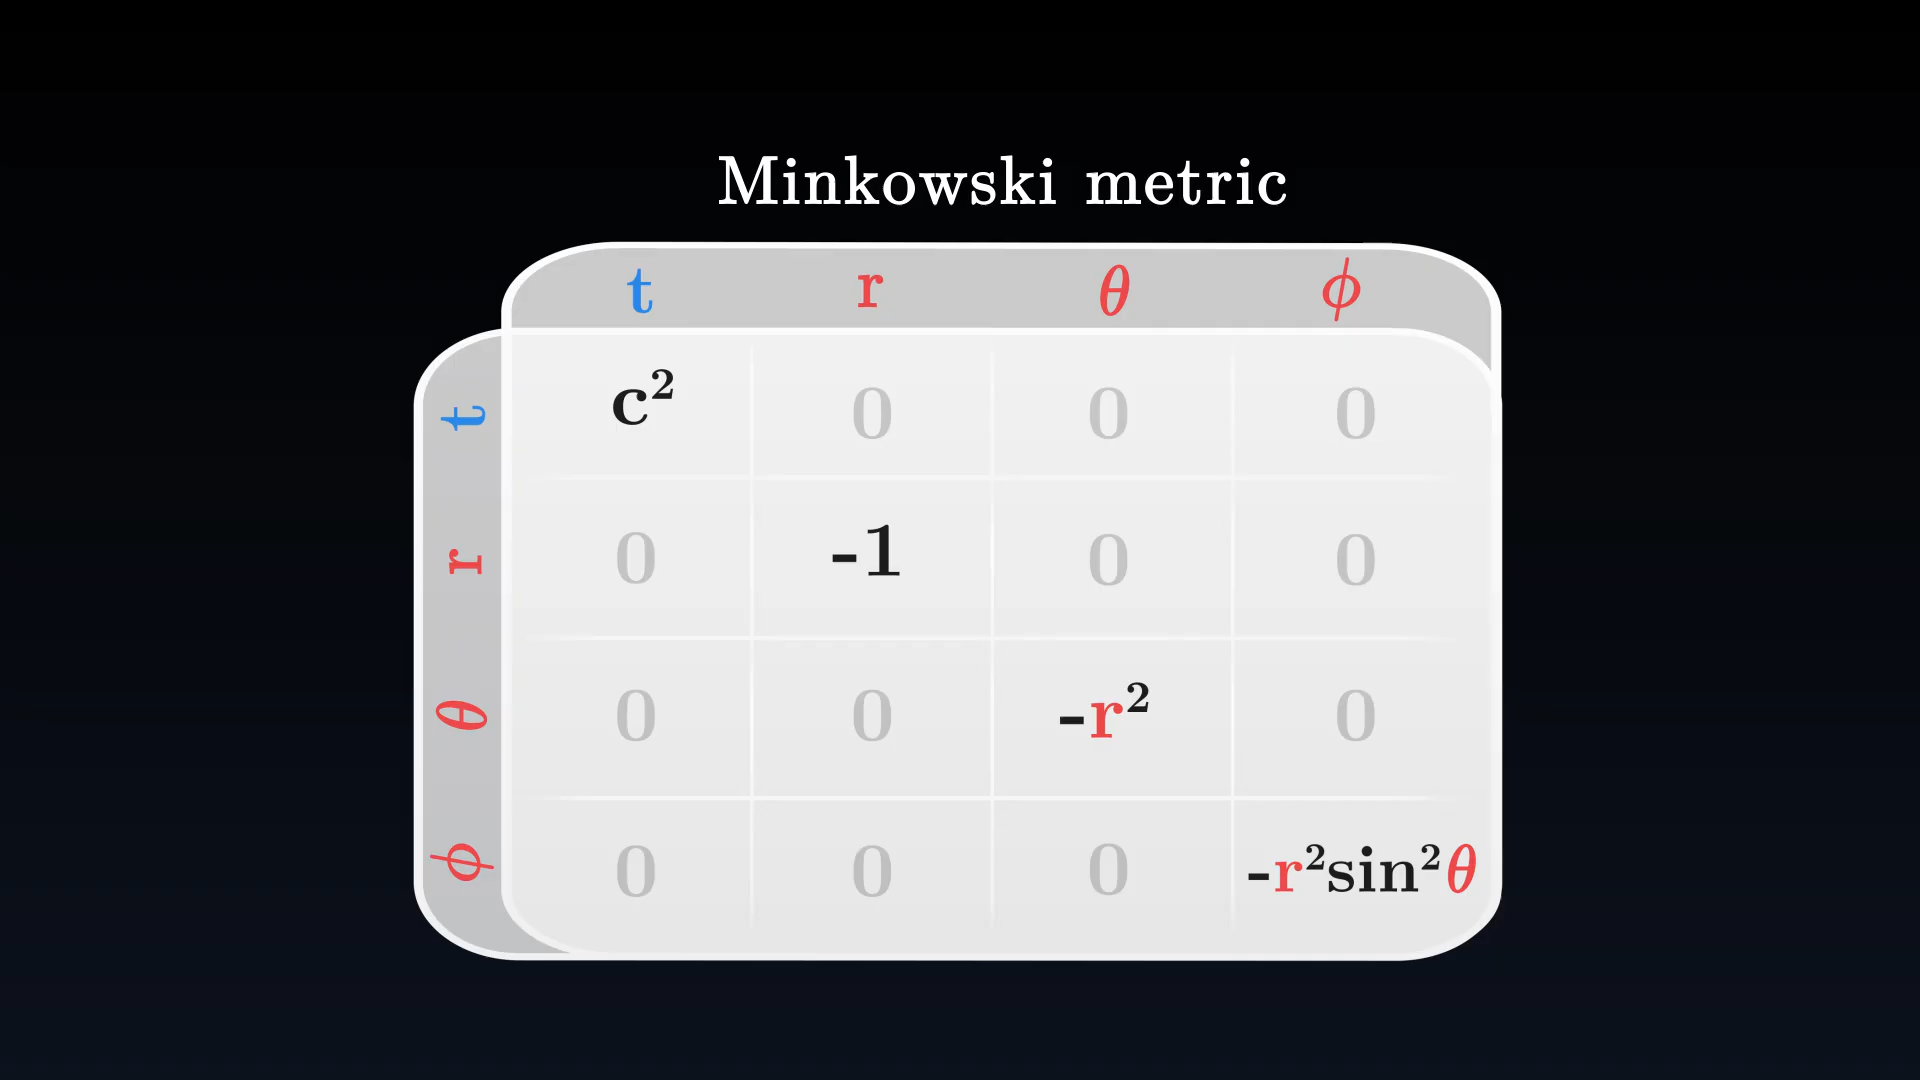 Minkowski metric
t r θ ϕ
t c² 0 0 0
r 0 -1 0 0
θ 0 0 -r² 0
ϕ 0 0 0 -r²sin²θ